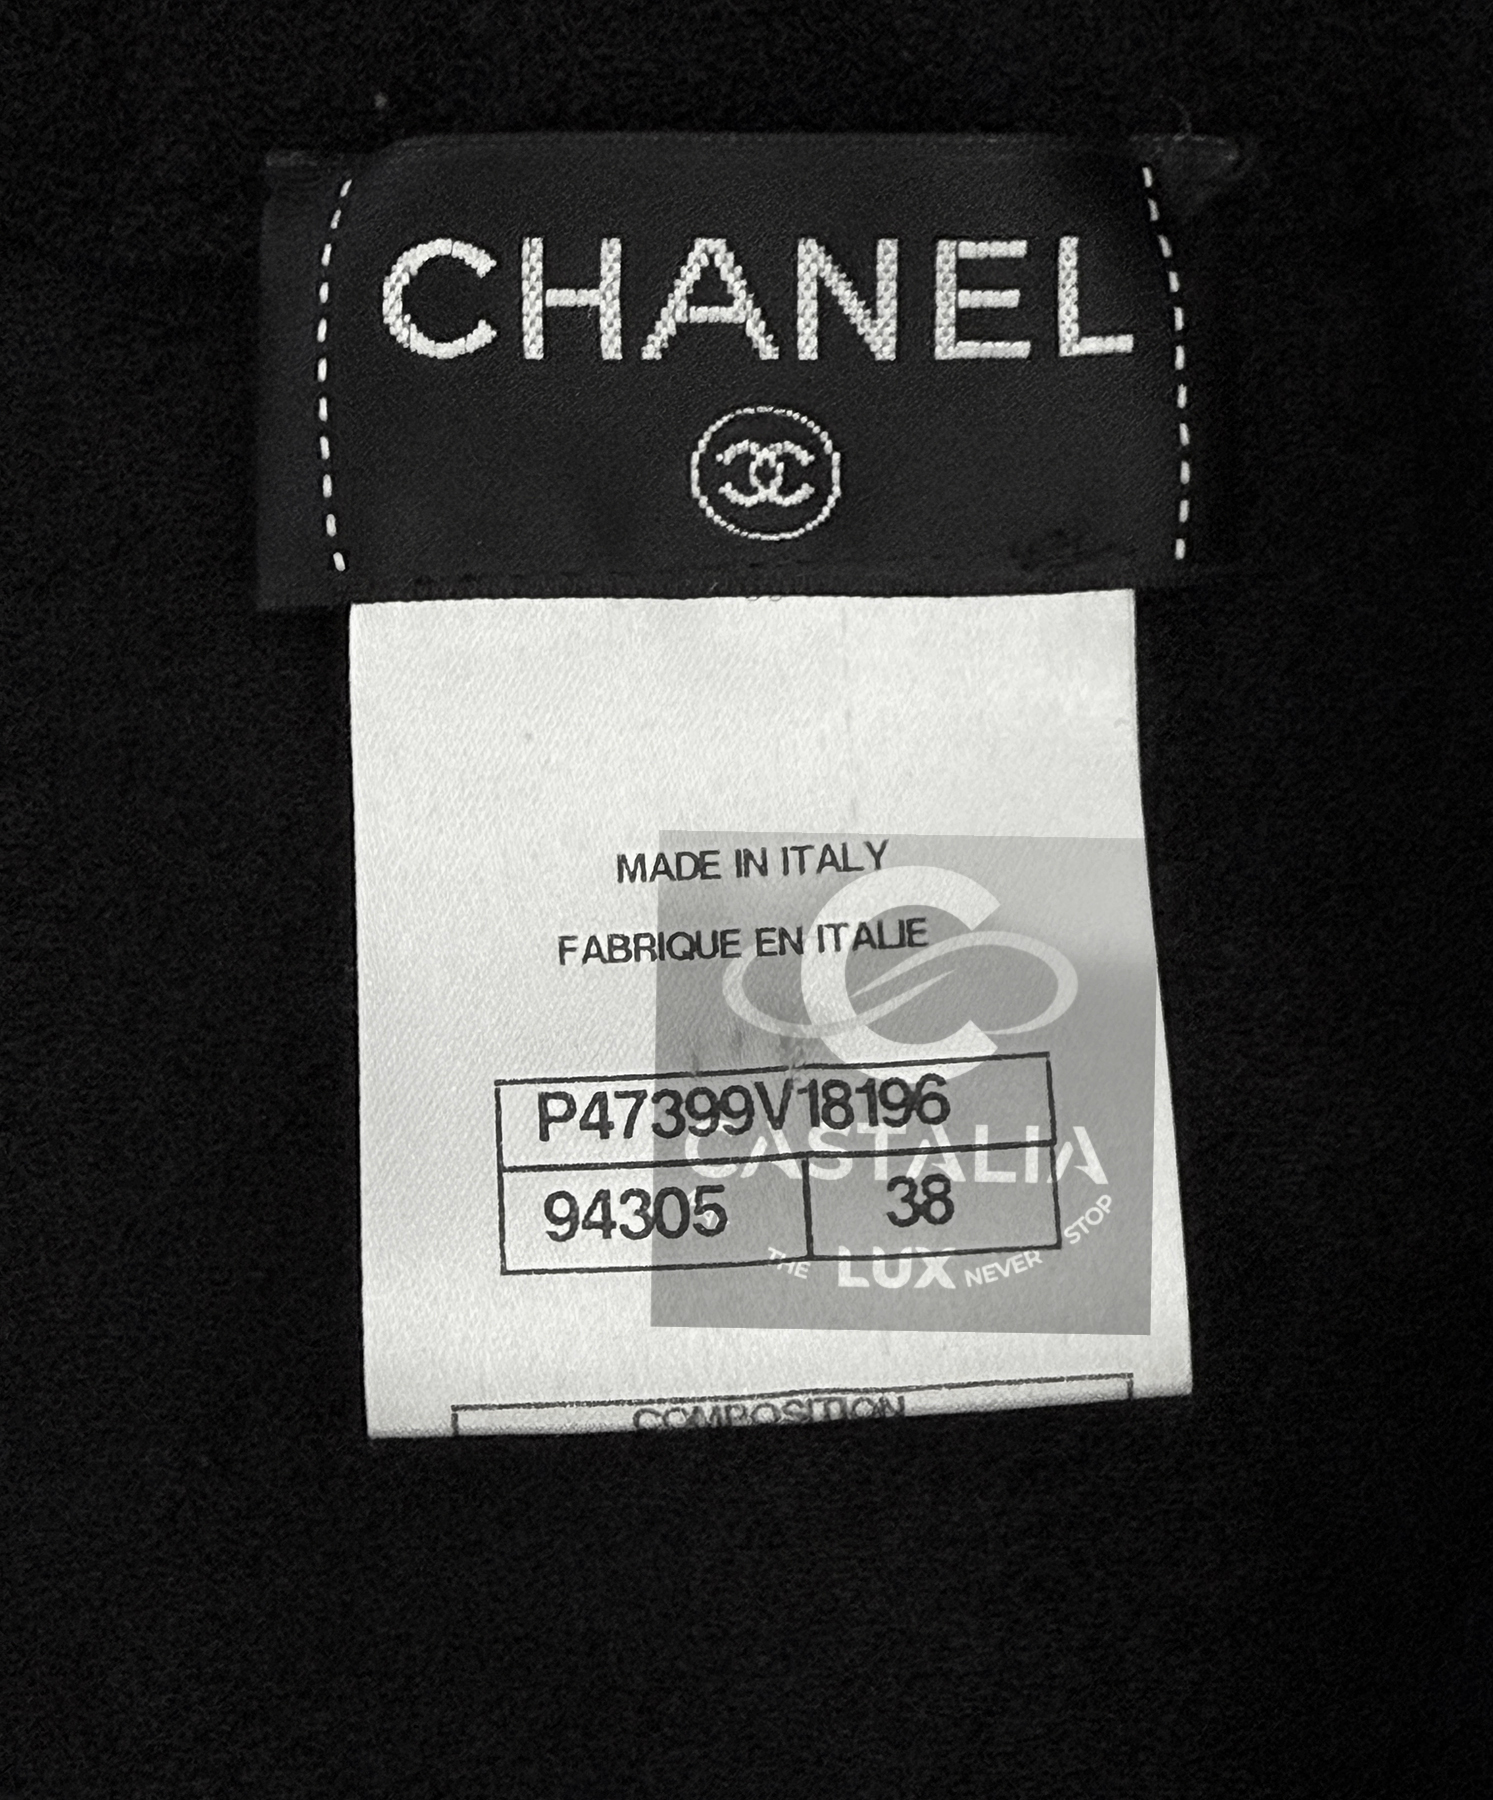 CHANEL
MADE IN ITALY
FABRIQUE EN ITALIE
P47399V18196
94305 38
COMPOSITION
CASTALIA
THE LUX NEVER STOP